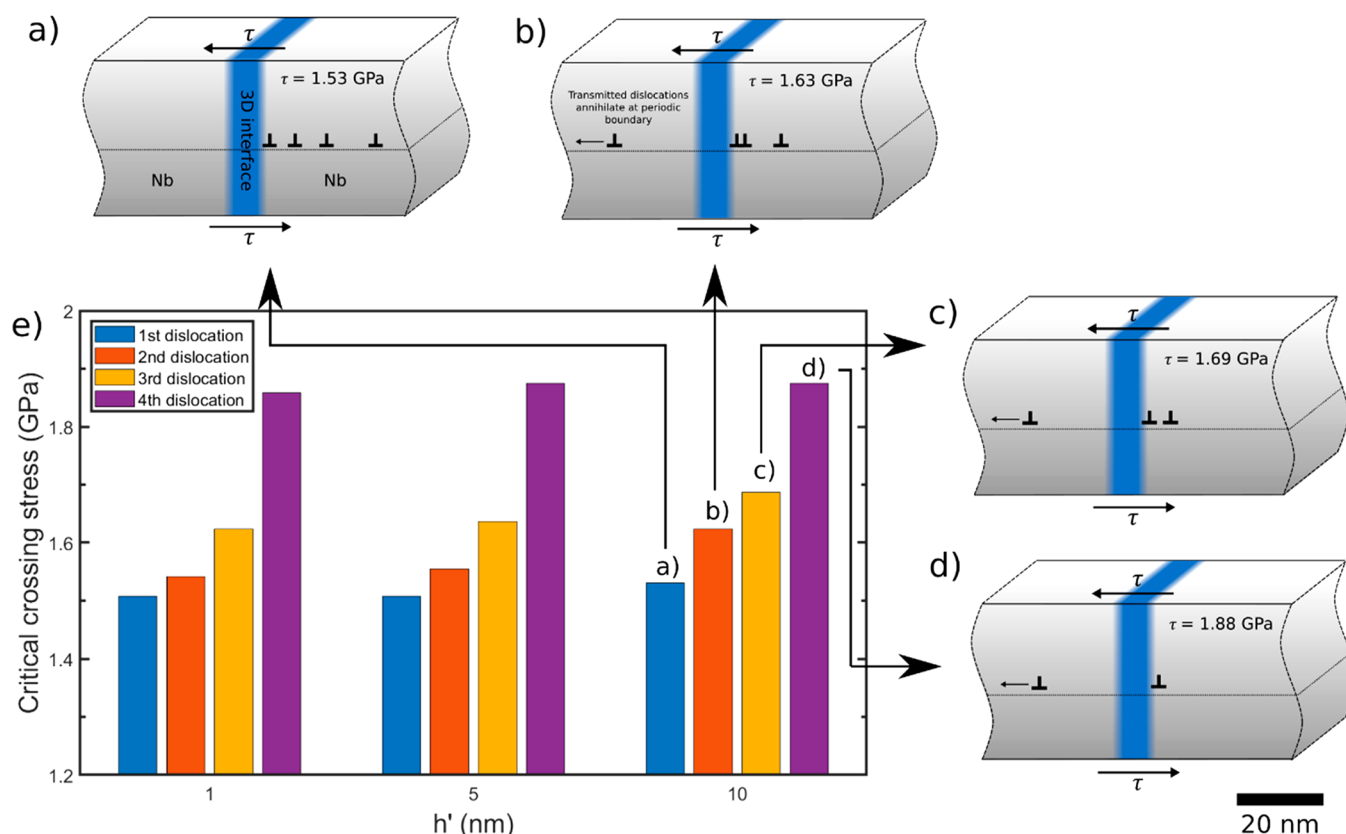 a)
τ
τ = 1.53 GPa
3D interface
Nb
Nb
τ
b)
τ
τ = 1.63 GPa
Transmitted dislocations
annihilate at periodic
boundary
τ
c)
τ
τ = 1.69 GPa
τ
d)
τ
τ = 1.88 GPa
τ
20 nm
e)
1st dislocation
2nd dislocation
3rd dislocation
4th dislocation
Critical crossing stress (GPa)
2
1.8
1.6
1.4
1.2
a)
b)
c)
d)
1
5
10
h' (nm)